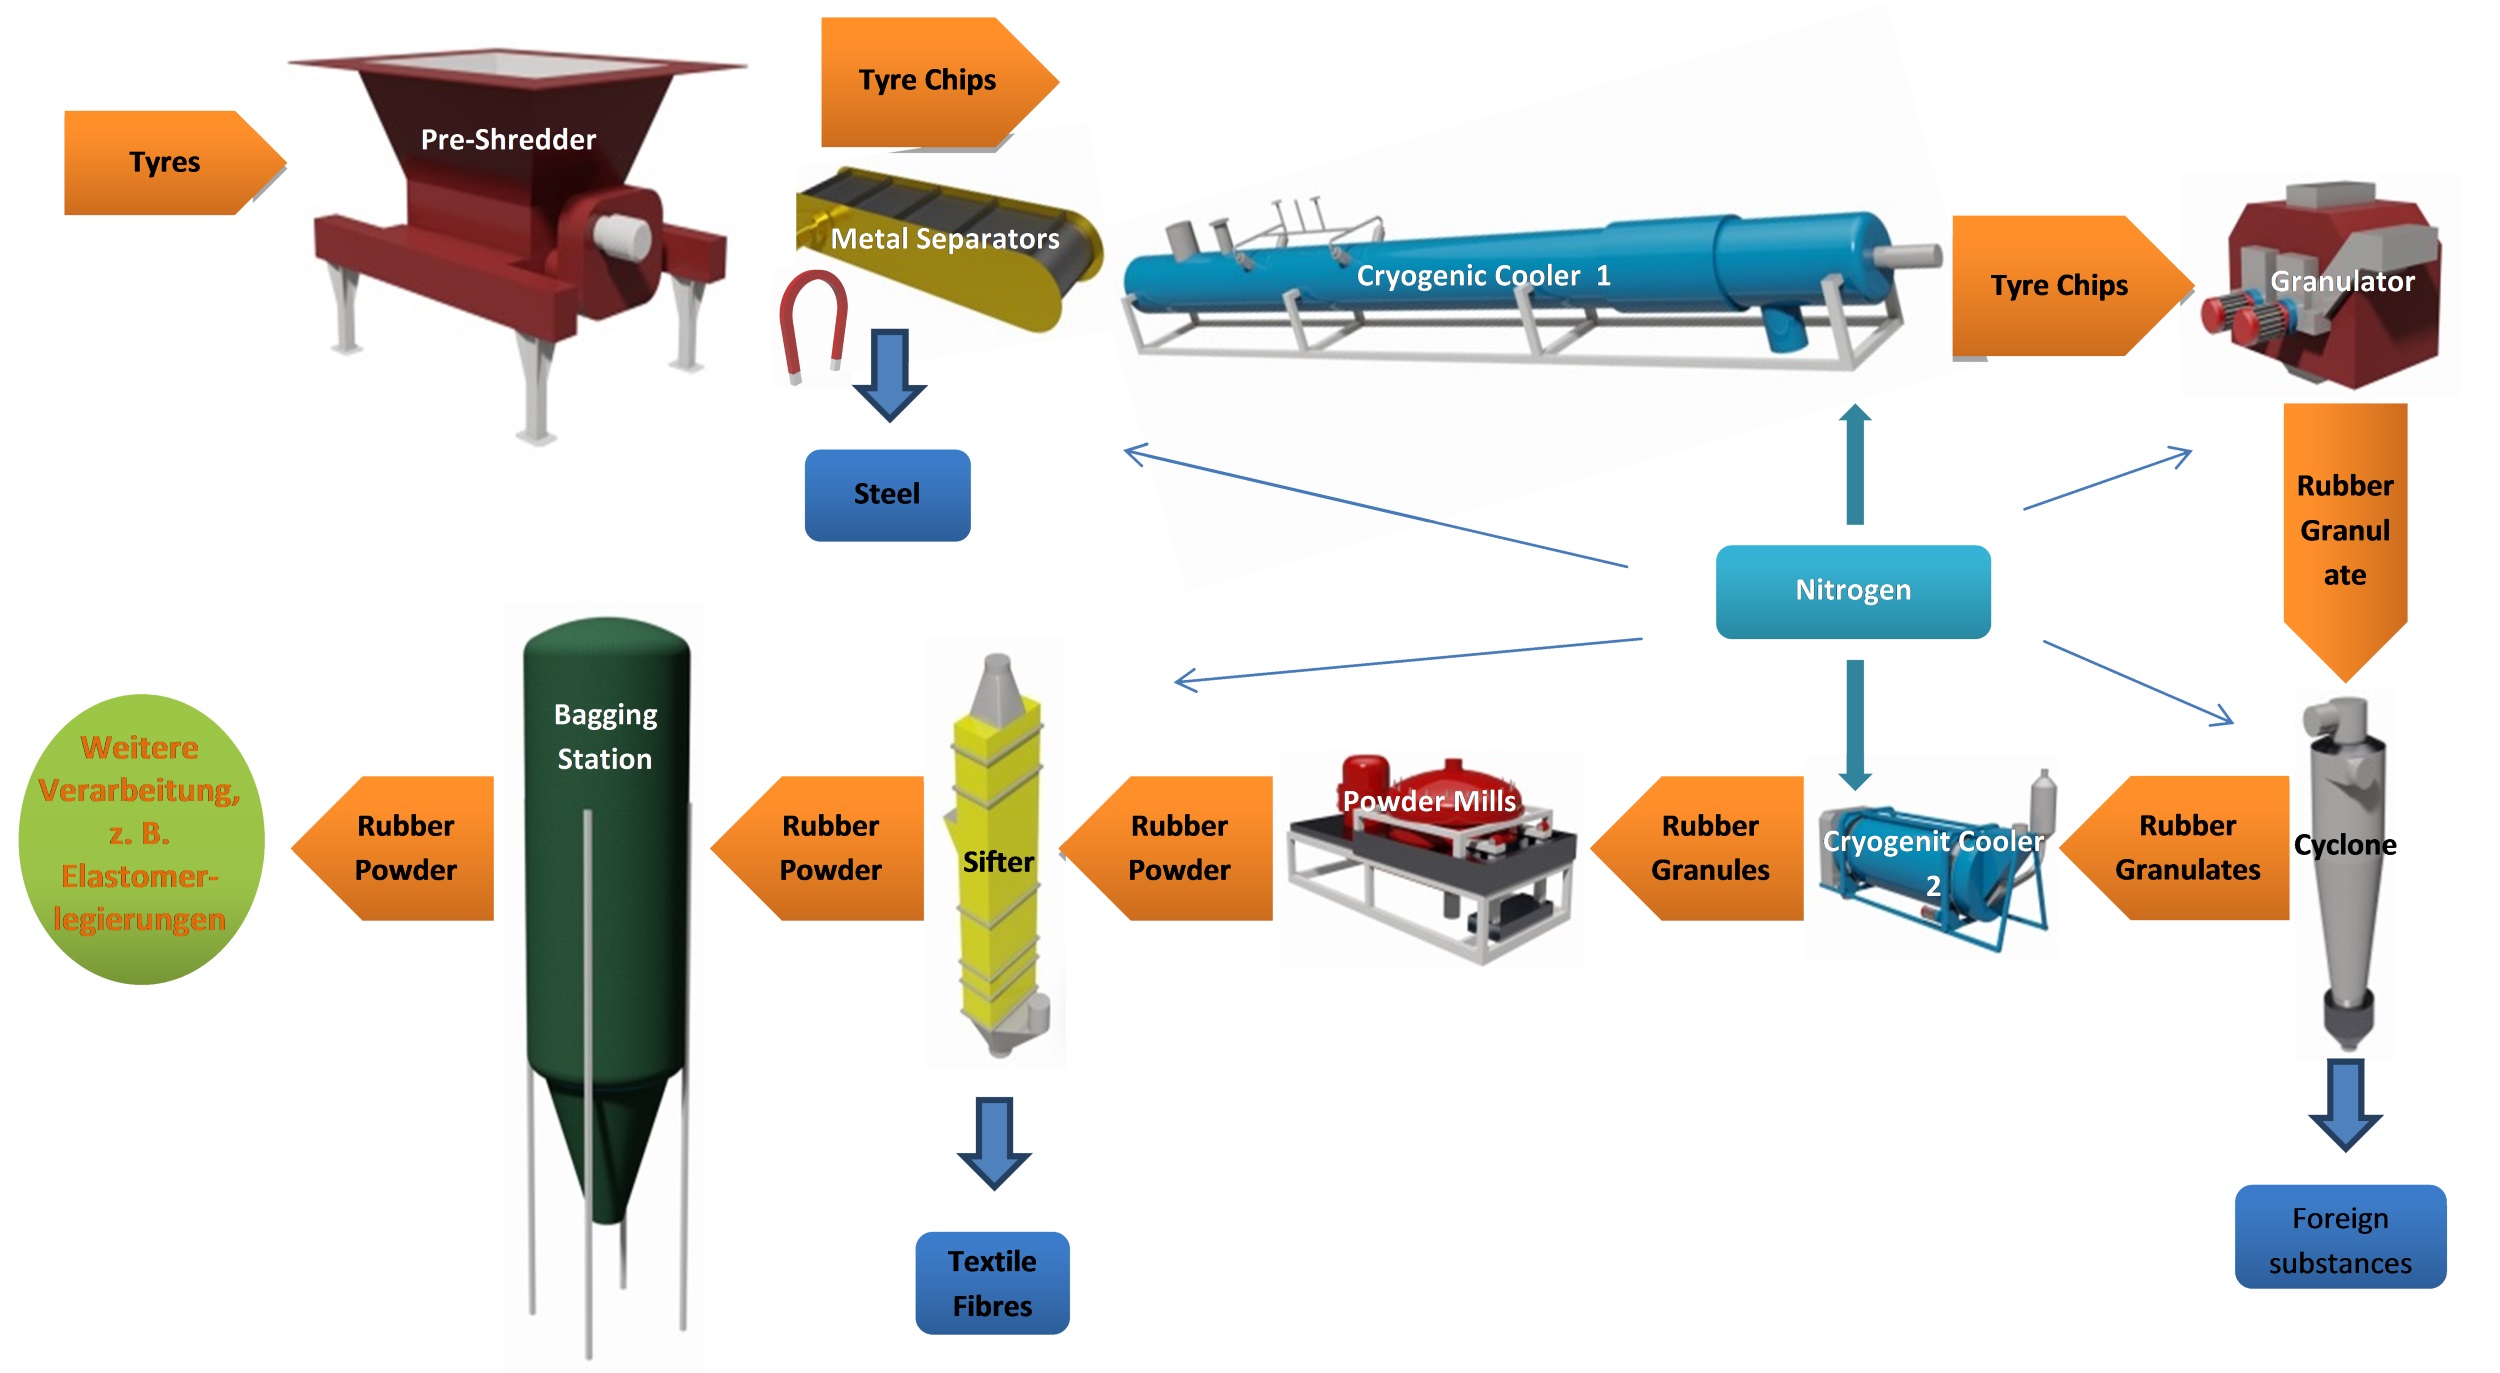 Tyres
Pre-Shredder
Tyre Chips
Metal Separators
Steel
Cryogenic Cooler  1
Tyre Chips
Granulator
Rubber
Granul
ate
Nitrogen
Cyclone
Foreign
substances
Rubber
Granulates
Cryogenit Cooler
2
Rubber
Granules
Powder Mills
Rubber
Powder
Sifter
Textile
Fibres
Rubber
Powder
Bagging
Station
Rubber
Powder
Weitere
Verarbeitung,
z. B.
Elastomer-
legierungen